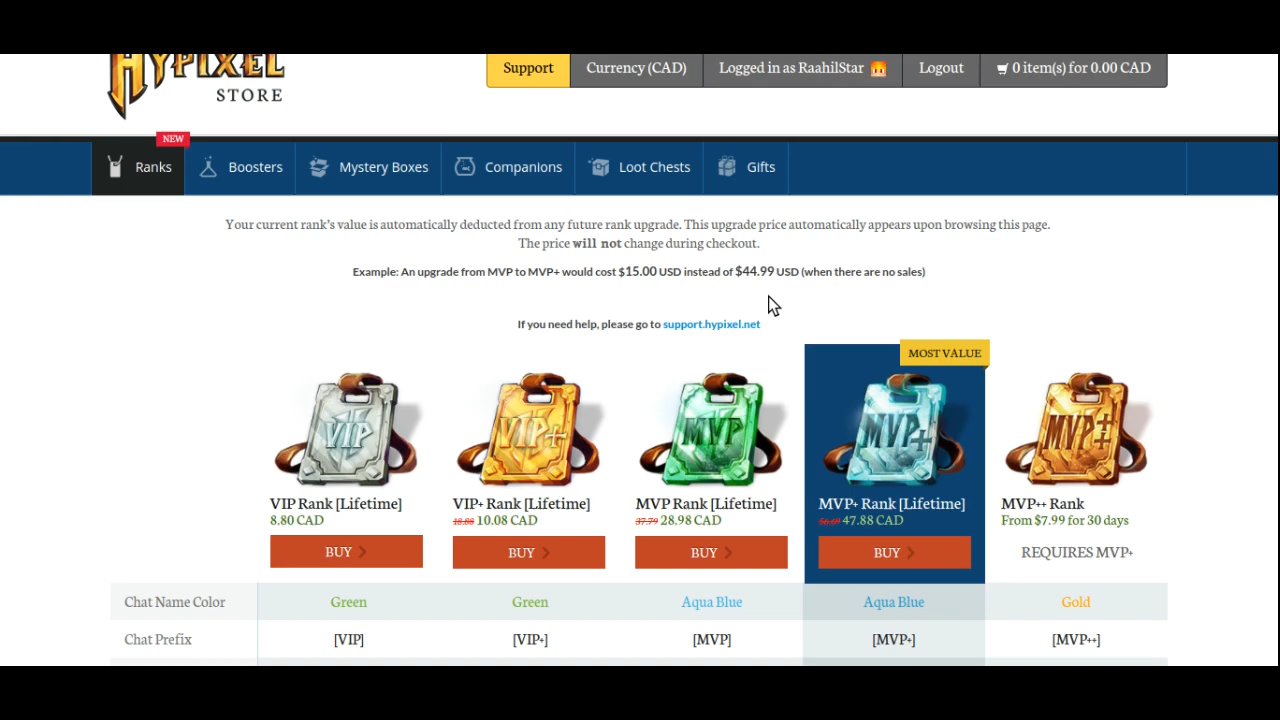 HYPIXEL
STORE
Support
Currency (CAD)
Logged in as RaahilStar
Logout
0 item(s) for 0.00 CAD
NEW
Ranks
Boosters
Mystery Boxes
Companions
Loot Chests
Gifts
Your current rank's value is automatically deducted from any future rank upgrade. This upgrade price automatically appears upon browsing this page.
The price will not change during checkout.
Example: An upgrade from MVP to MVP+ would cost $15.00 USD instead of $44.99 USD (when there are no sales)
If you need help, please go to support.hypixel.net
MOST VALUE
VIP
VIP+
MVP
MVP+
MVP++
VIP Rank [Lifetime]
VIP+ Rank [Lifetime]
MVP Rank [Lifetime]
MVP+ Rank [Lifetime]
MVP++ Rank
8.80 CAD
18.88 10.08 CAD
37.79 28.98 CAD
47.88 CAD
From $7.99 for 30 days
BUY
BUY
BUY
BUY
REQUIRES MVP+
Chat Name Color
Green
Green
Aqua Blue
Aqua Blue
Gold
Chat Prefix
[VIP]
[VIP+]
[MVP]
[MVP+]
[MVP++]